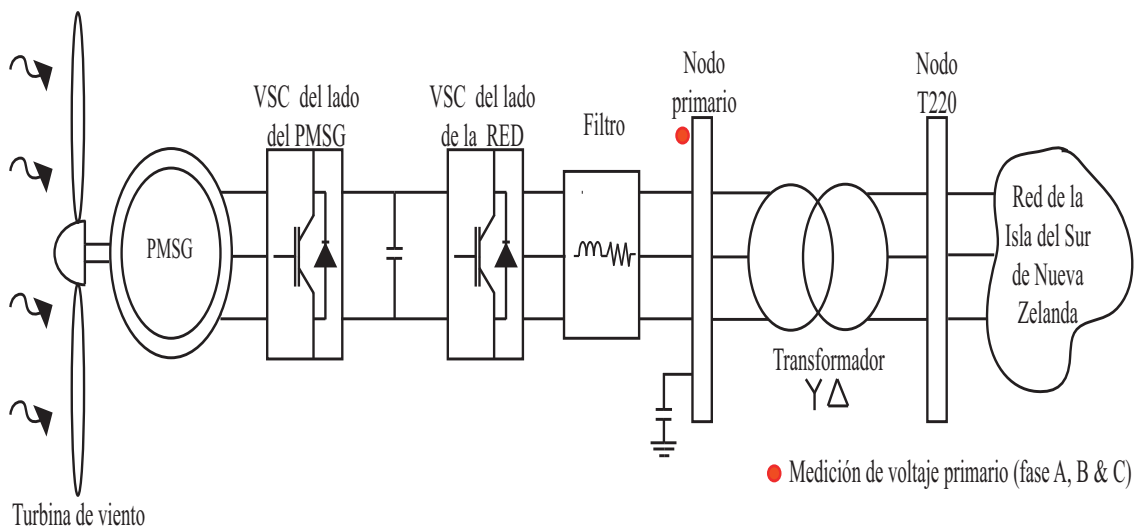 Nodo
primario
Nodo
T220
VSC del lado
del PMSG
VSC del lado
de la RED
Filtro
PMSG
Red de la
Isla del Sur
de Nueva
Zelanda
Transformador
Medición de voltaje primario (fase A, B & C)
Turbina de viento